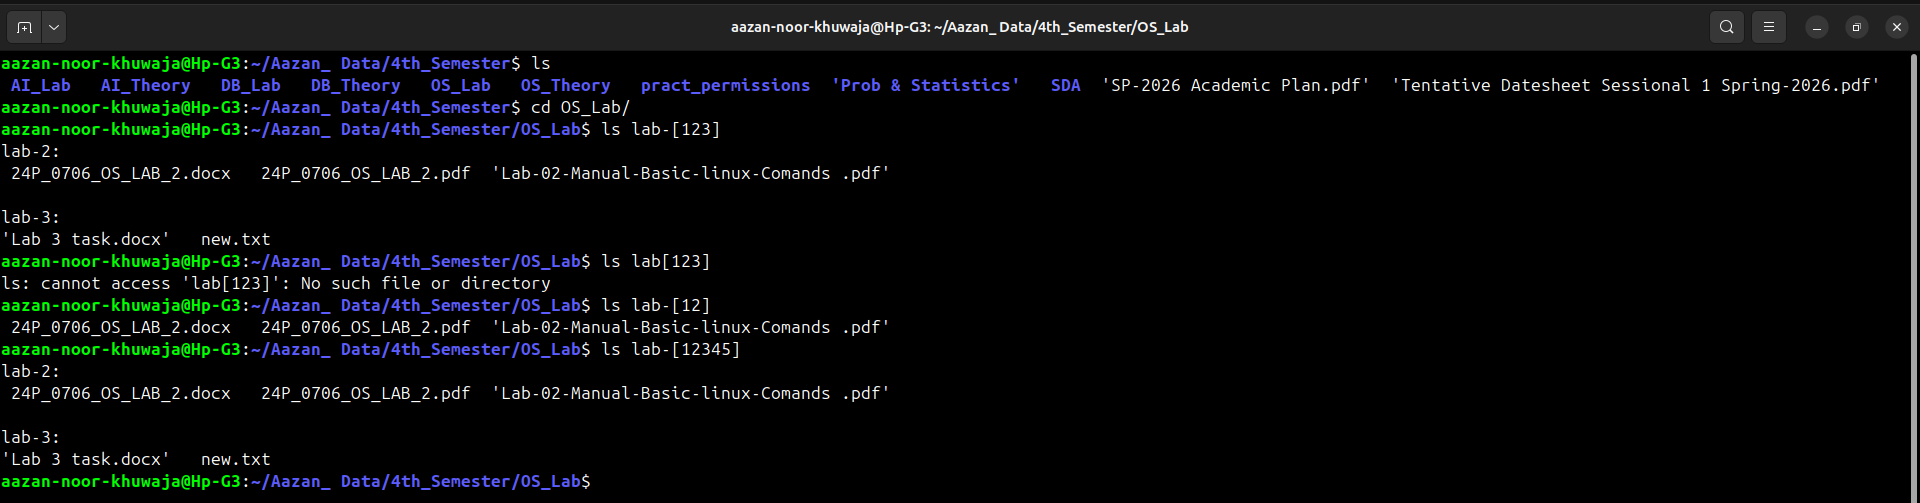 aazan-noor-khuwaja@Hp-G3: ~/Aazan_ Data/4th_Semester/OS_Lab
aazan-noor-khuwaja@Hp-G3:~/Aazan_ Data/4th_Semester$ ls
AI_Lab   AI_Theory   DB_Lab   DB_Theory   OS_Lab   OS_Theory   pract_permissions  'Prob & Statistics'   SDA  'SP-2026 Academic Plan.pdf'  'Tentative Datesheet Sessional 1 Spring-2026.pdf'
aazan-noor-khuwaja@Hp-G3:~/Aazan_ Data/4th_Semester$ cd OS_Lab/
aazan-noor-khuwaja@Hp-G3:~/Aazan_ Data/4th_Semester/OS_Lab$ ls lab-[123]
lab-2:
 24P_0706_OS_LAB_2.docx   24P_0706_OS_LAB_2.pdf  'Lab-02-Manual-Basic-linux-Comands .pdf'
lab-3:
'Lab 3 task.docx'   new.txt
aazan-noor-khuwaja@Hp-G3:~/Aazan_ Data/4th_Semester/OS_Lab$ ls lab[123]
ls: cannot access 'lab[123]': No such file or directory
aazan-noor-khuwaja@Hp-G3:~/Aazan_ Data/4th_Semester/OS_Lab$ ls lab-[12]
 24P_0706_OS_LAB_2.docx   24P_0706_OS_LAB_2.pdf  'Lab-02-Manual-Basic-linux-Comands .pdf'
aazan-noor-khuwaja@Hp-G3:~/Aazan_ Data/4th_Semester/OS_Lab$ ls lab-[12345]
lab-2:
 24P_0706_OS_LAB_2.docx   24P_0706_OS_LAB_2.pdf  'Lab-02-Manual-Basic-linux-Comands .pdf'
lab-3:
'Lab 3 task.docx'   new.txt
aazan-noor-khuwaja@Hp-G3:~/Aazan_ Data/4th_Semester/OS_Lab$